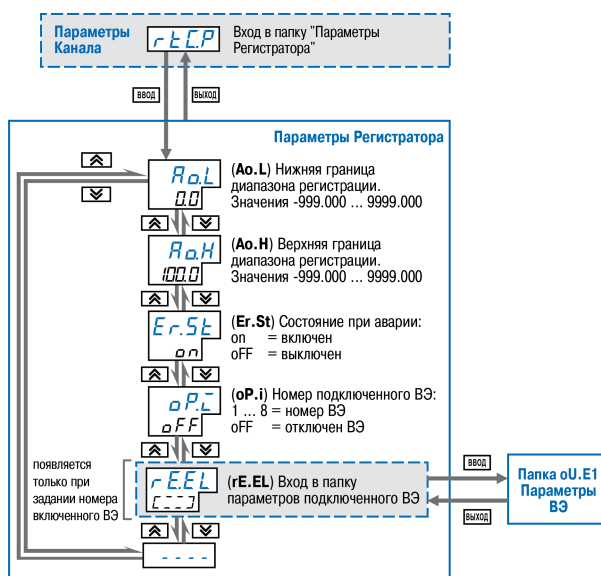 Параметры
Канала
rtC.P
Вход в папку "Параметры
Регистратора"
ВВОД
ВЫХОД
Параметры Регистратора
Ao.L
0.0
(Ao.L) Нижняя граница
диапазона регистрации.
Значения -999.000 ... 9999.000
Ao.H
100.0
(Ao.H) Верхняя граница
диапазона регистрации.
Значения -999.000 ... 9999.000
Er.St
on
(Er.St) Состояние при аварии:
on = включен
oFF = выключен
oP.i
oFF
(oP.i) Номер подключенного ВЭ:
1 ... 8 = номер ВЭ
oFF = отключен ВЭ
появляется
только при
задании номера
включенного ВЭ
rE.EL
[---]
(rE.EL) Вход в папку
параметров подключенного ВЭ
ВВОД
ВЫХОД
Папка oU.E1
Параметры
ВЭ
- - - -